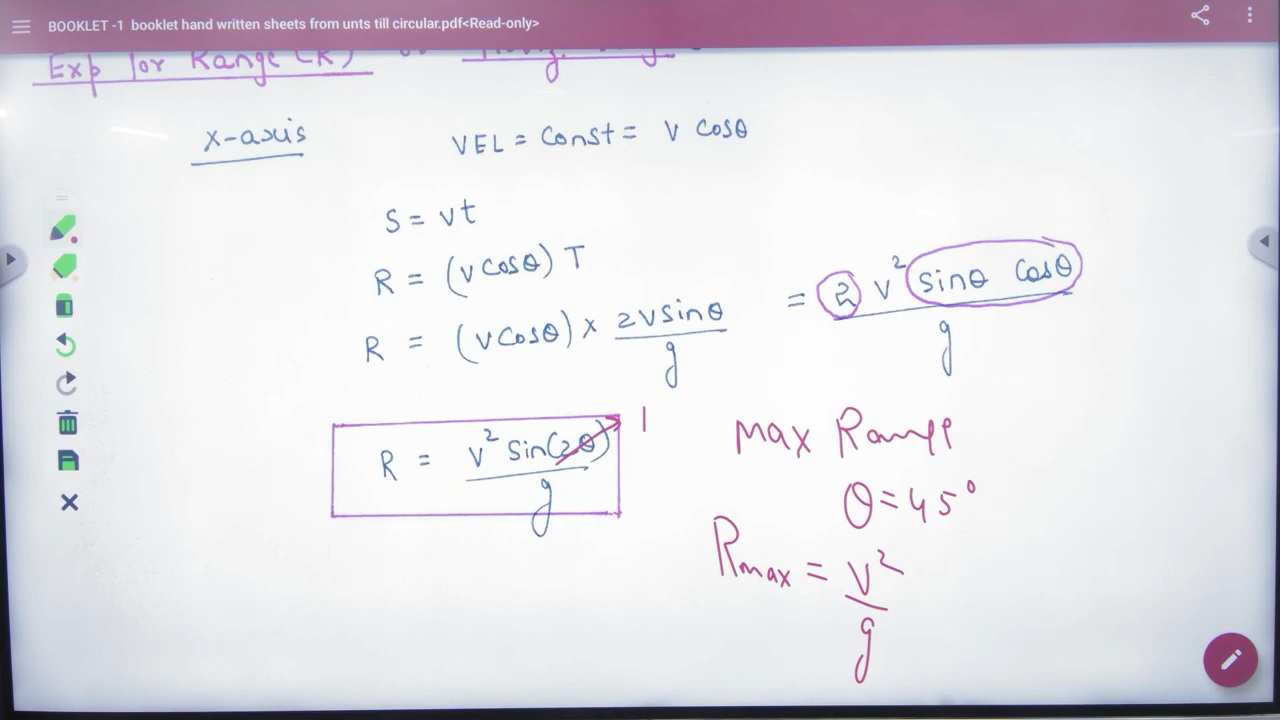 BOOKLET -1 booklet hand written sheets from unts till circular.pdf<Read-only>
Exp for Range (R)
x-axis VEL = Const = v cosθ
S = vt
R = (v cosθ) T
R = (v cosθ) × 2v sinθ / g = 2 v² sinθ cosθ / g
R = v² sin(2θ) / g 1
max Range
θ = 45°
Rmax = v² / g